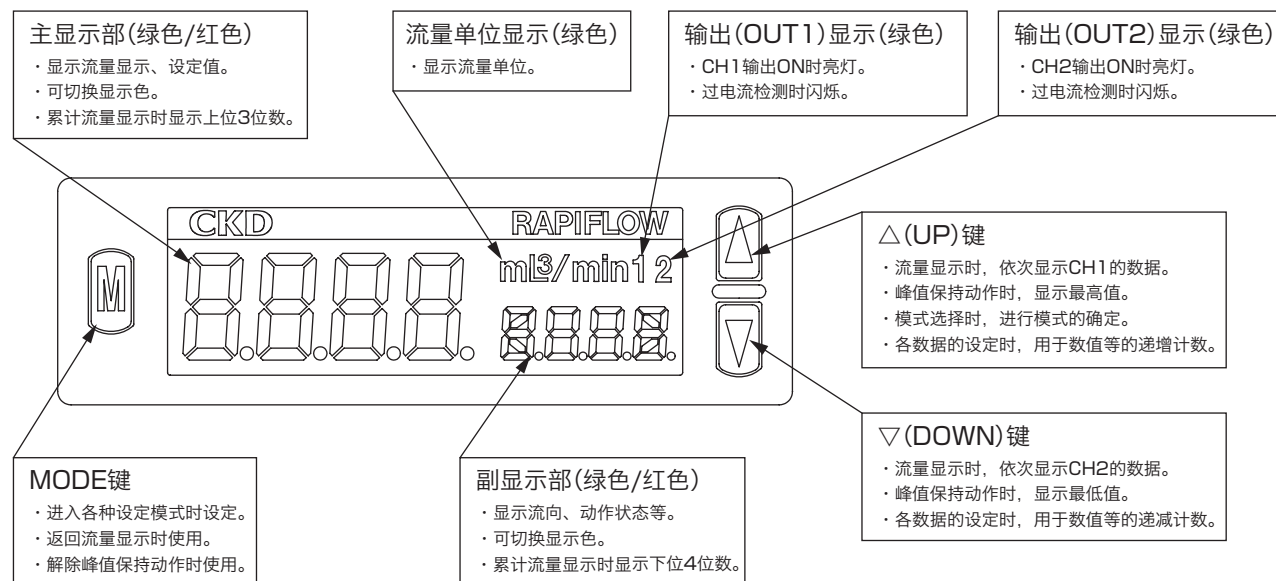 主显示部(绿色/红色)
・显示流量显示、设定值。
・可切换显示色。
・累计流量显示时显示上位3位数。
流量单位显示(绿色)
・显示流量单位。
输出(OUT1)显示(绿色)
・CH1输出ON时亮灯。
・过电流检测时闪烁。
输出(OUT2)显示(绿色)
・CH2输出ON时亮灯。
・过电流检测时闪烁。
CKD
RAPIFLOW
mL3/min12
M
△(UP)键
・流量显示时，依次显示CH1的数据。
・峰值保持动作时，显示最高值。
・模式选择时，进行模式的确定。
・各数据的设定时，用于数值等的递增计数。
▽(DOWN)键
・流量显示时，依次显示CH2的数据。
・峰值保持动作时，显示最低值。
・各数据的设定时，用于数值等的递减计数。
MODE键
・进入各种设定模式时设定。
・返回流量显示时使用。
・解除峰值保持动作时使用。
副显示部(绿色/红色)
・显示流向、动作状态等。
・可切换显示色。
・累计流量显示时显示下位4位数。